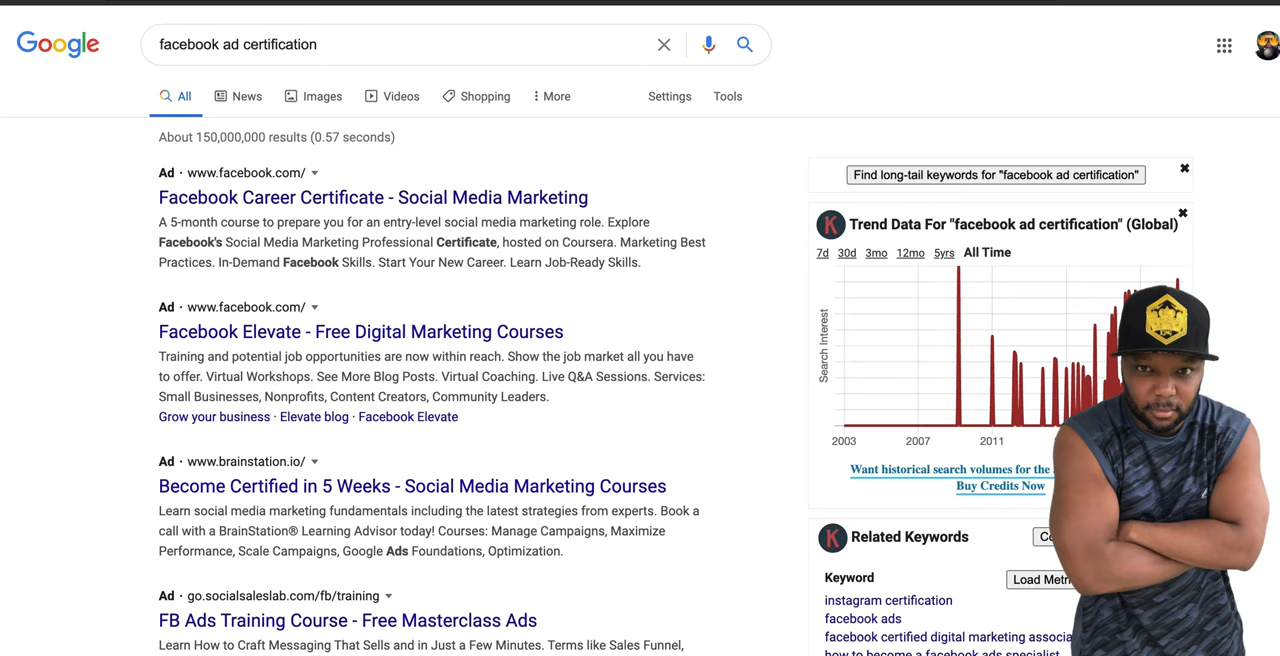 Google
facebook ad certification
All
News
Images
Videos
Shopping
More
Settings
Tools
About 150,000,000 results (0.57 seconds)
Ad · www.facebook.com/
Facebook Career Certificate - Social Media Marketing
A 5-month course to prepare you for an entry-level social media marketing role. Explore
Facebook's Social Media Marketing Professional Certificate, hosted on Coursera. Marketing Best
Practices. In-Demand Facebook Skills. Start Your New Career. Learn Job-Ready Skills.
Ad · www.facebook.com/
Facebook Elevate - Free Digital Marketing Courses
Training and potential job opportunities are now within reach. Show the job market all you have
to offer. Virtual Workshops. See More Blog Posts. Virtual Coaching. Live Q&A Sessions. Services:
Small Businesses, Nonprofits, Content Creators, Community Leaders.
Grow your business · Elevate blog · Facebook Elevate
Ad · www.brainstation.io/
Become Certified in 5 Weeks - Social Media Marketing Courses
Learn social media marketing fundamentals including the latest strategies from experts. Book a
call with a BrainStation® Learning Advisor today! Courses: Manage Campaigns, Maximize
Performance, Scale Campaigns, Google Ads Foundations, Optimization.
Ad · go.socialsaleslab.com/fb/training
FB Ads Training Course - Free Masterclass Ads
Learn How to Craft Messaging That Sells and in Just a Few Minutes. Terms like Sales Funnel,
Find long-tail keywords for "facebook ad certification"
K
Trend Data For "facebook ad certification" (Global)
7d 30d 3mo 12mo 5yrs All Time
Search Interest
2003 2007 2011
Want historical search volumes for the
Buy Credits Now
K
Related Keywords
Keyword
Load
instagram certification
facebook ads
facebook certified digital marketing
how to become a facebook ads specialist